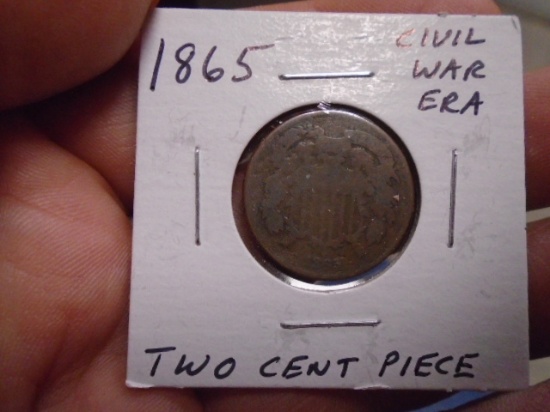 1865
CIVIL
WAR
ERA
TWO CENT PIECE